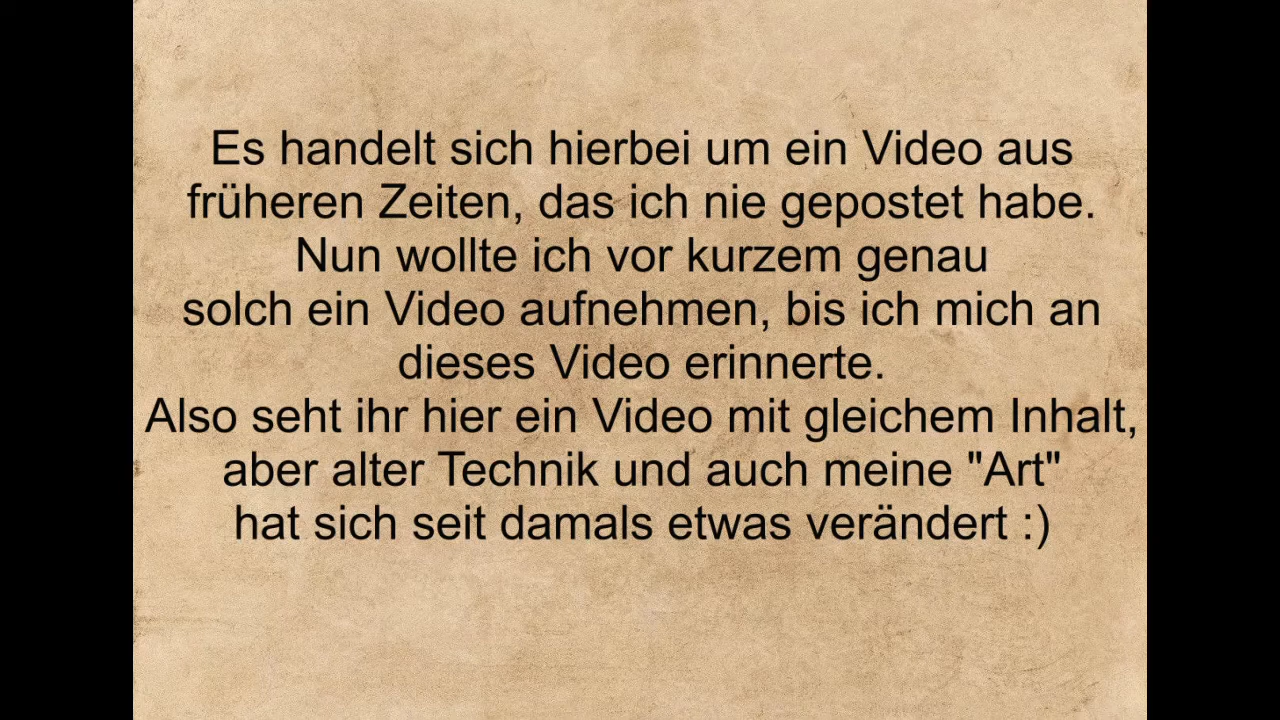 Es handelt sich hierbei um ein Video aus
früheren Zeiten, das ich nie gepostet habe.
Nun wollte ich vor kurzem genau
solch ein Video aufnehmen, bis ich mich an
dieses Video erinnerte.
Also seht ihr hier ein Video mit gleichem Inhalt,
aber alter Technik und auch meine "Art"
hat sich seit damals etwas verändert :)